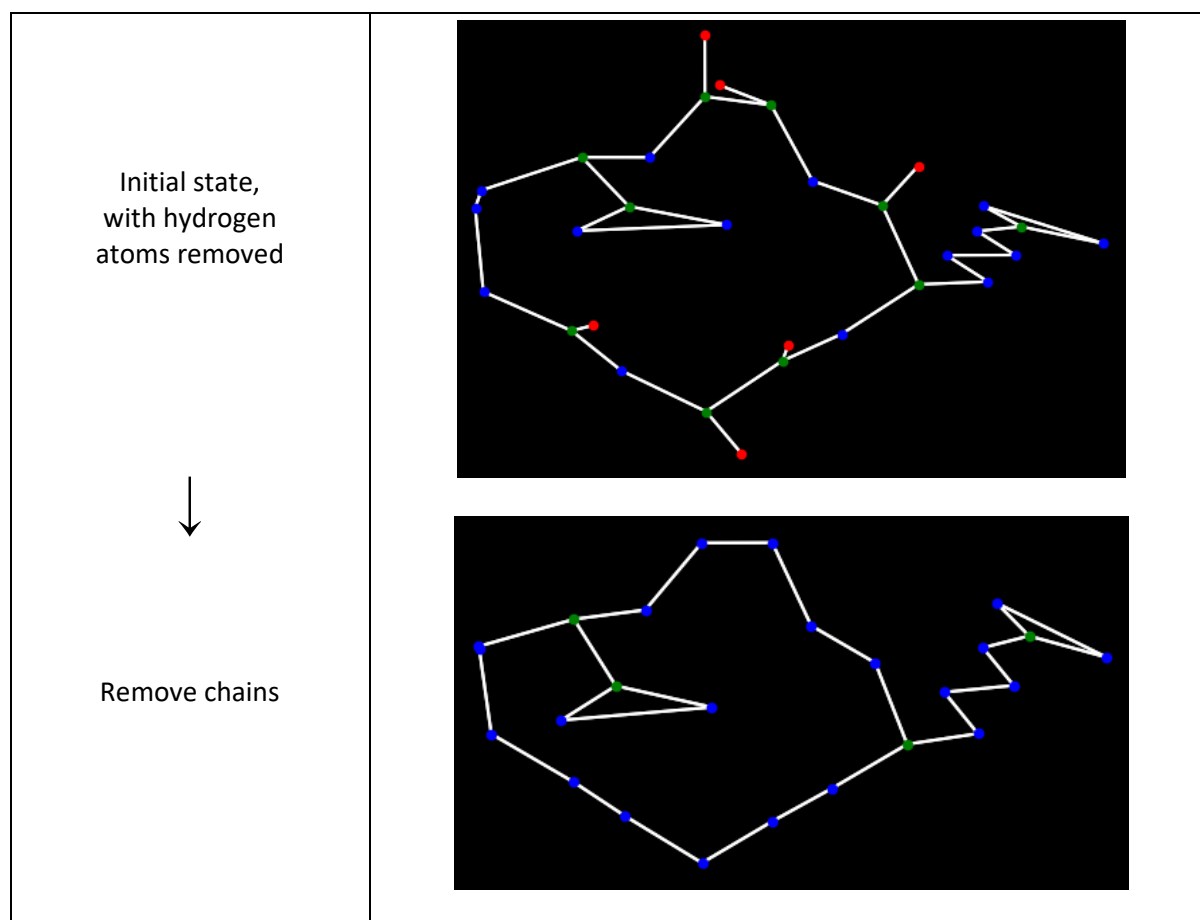 Initial state,
with hydrogen
atoms removed
↓
Remove chains